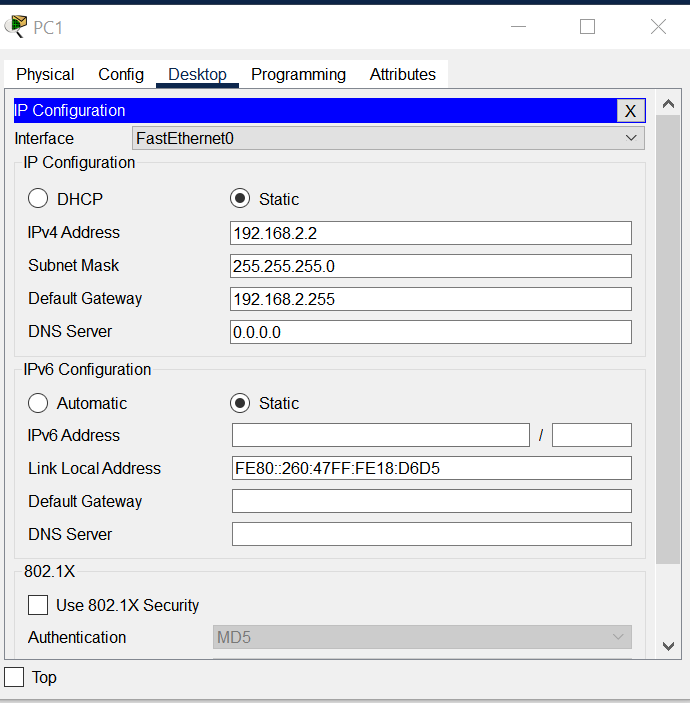 PC1
Physical Config Desktop Programming Attributes
IP Configuration X
Interface FastEthernet0
IP Configuration
DHCP Static
IPv4 Address 192.168.2.2
Subnet Mask 255.255.255.0
Default Gateway 192.168.2.255
DNS Server 0.0.0.0
IPv6 Configuration
Automatic Static
IPv6 Address /
Link Local Address FE80::260:47FF:FE18:D6D5
Default Gateway
DNS Server
802.1X
Use 802.1X Security
Authentication MD5
Top